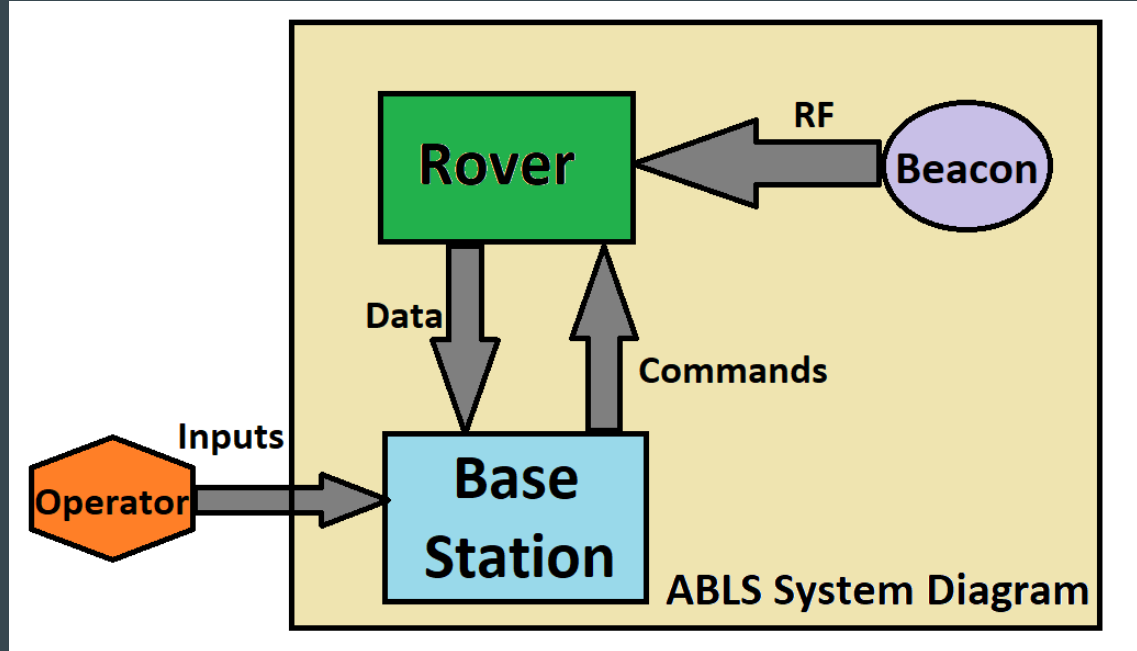 RF
Rover
Beacon
Data
Commands
Inputs
Operator
Base
Station
ABLS System Diagram